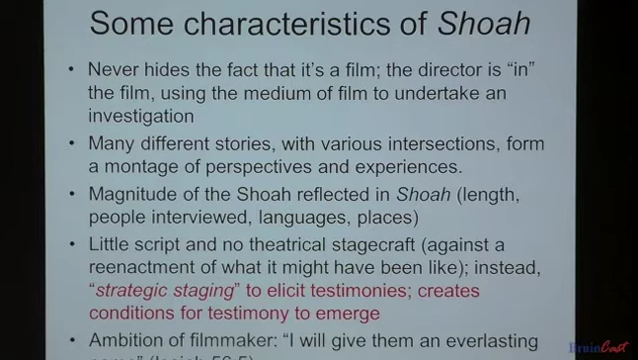 Some characteristics of Shoah
• Never hides the fact that it's a film; the director is "in"
the film, using the medium of film to undertake an
investigation
• Many different stories, with various intersections, form
a montage of perspectives and experiences.
• Magnitude of the Shoah reflected in Shoah (length,
people interviewed, languages, places)
• Little script and no theatrical stagecraft (against a
reenactment of what it might have been like); instead,
"strategic staging" to elicit testimonies; creates
conditions for testimony to emerge
• Ambition of filmmaker: "I will give them an everlasting
BruinCast